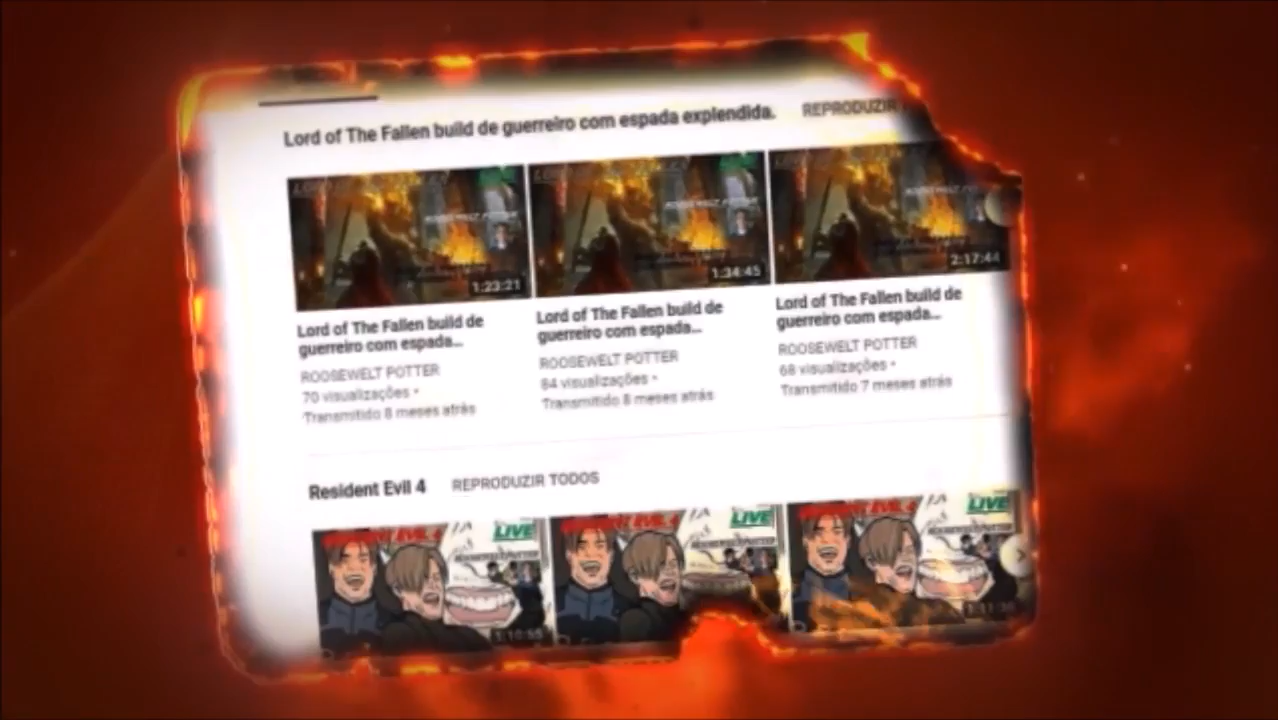 Lord of The Fallen build de guerreiro com espada explendida. REPRODUZIR
1:23:21
1:34:45
2:17:44
Lord of The Fallen build de
guerreiro com espada...
ROOSEWELT POTTER
70 visualizações •
Transmitido 8 meses atrás
Lord of The Fallen build de
guerreiro com espada...
ROOSEWELT POTTER
84 visualizações •
Transmitido 8 meses atrás
Lord of The Fallen build de
guerreiro com espada...
ROOSEWELT POTTER
68 visualizações •
Transmitido 7 meses atrás
Resident Evil 4 REPRODUZIR TODOS
LIVE
LIVE
LIVE